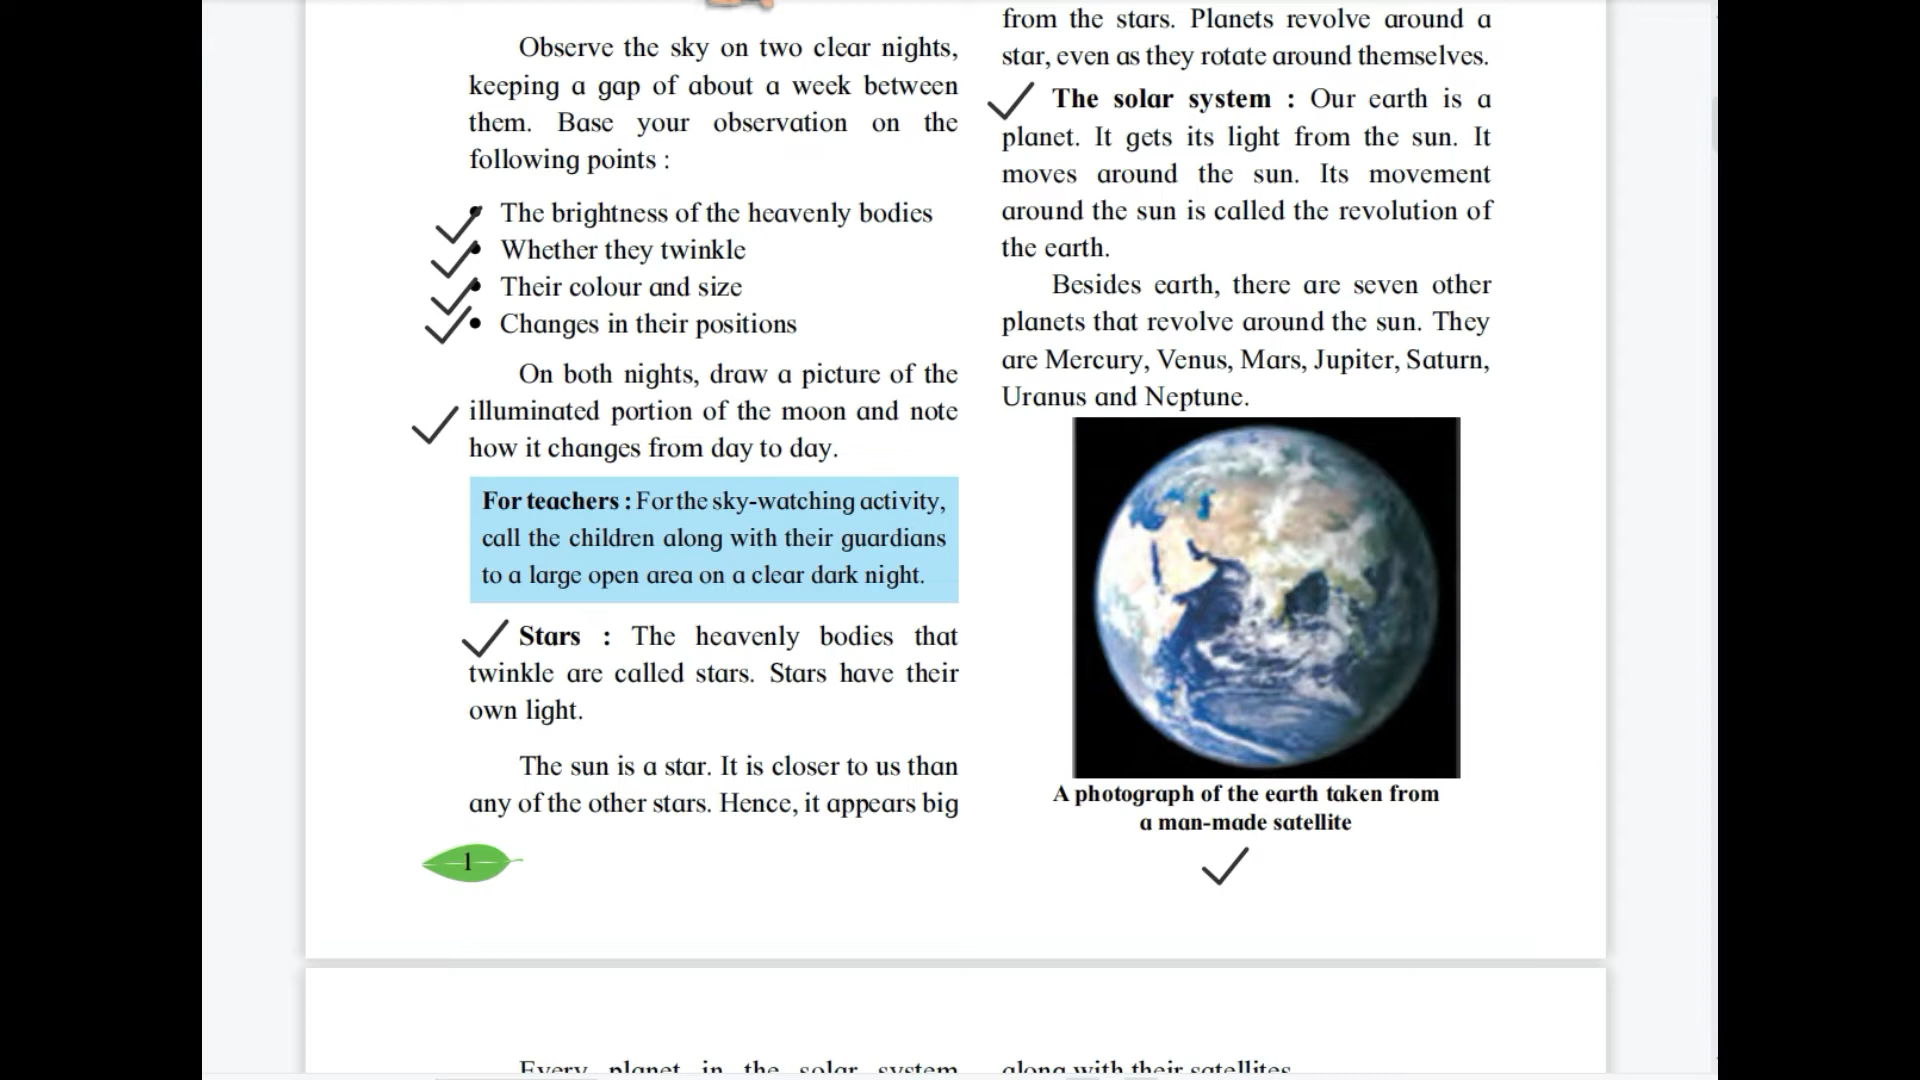 Observe the sky on two clear nights,
keeping a gap of about a week between
them. Base your observation on the
following points :
• The brightness of the heavenly bodies
• Whether they twinkle
• Their colour and size
• Changes in their positions
On both nights, draw a picture of the
illuminated portion of the moon and note
how it changes from day to day.
For teachers : For the sky-watching activity,
call the children along with their guardians
to a large open area on a clear dark night.
Stars : The heavenly bodies that
twinkle are called stars. Stars have their
own light.
The sun is a star. It is closer to us than
any of the other stars. Hence, it appears big
1
from the stars. Planets revolve around a
star, even as they rotate around themselves.
The solar system : Our earth is a
planet. It gets its light from the sun. It
moves around the sun. Its movement
around the sun is called the revolution of
the earth.
Besides earth, there are seven other
planets that revolve around the sun. They
are Mercury, Venus, Mars, Jupiter, Saturn,
Uranus and Neptune.
A photograph of the earth taken from
a man-made satellite
Every planet in the solar system
along with their satellites